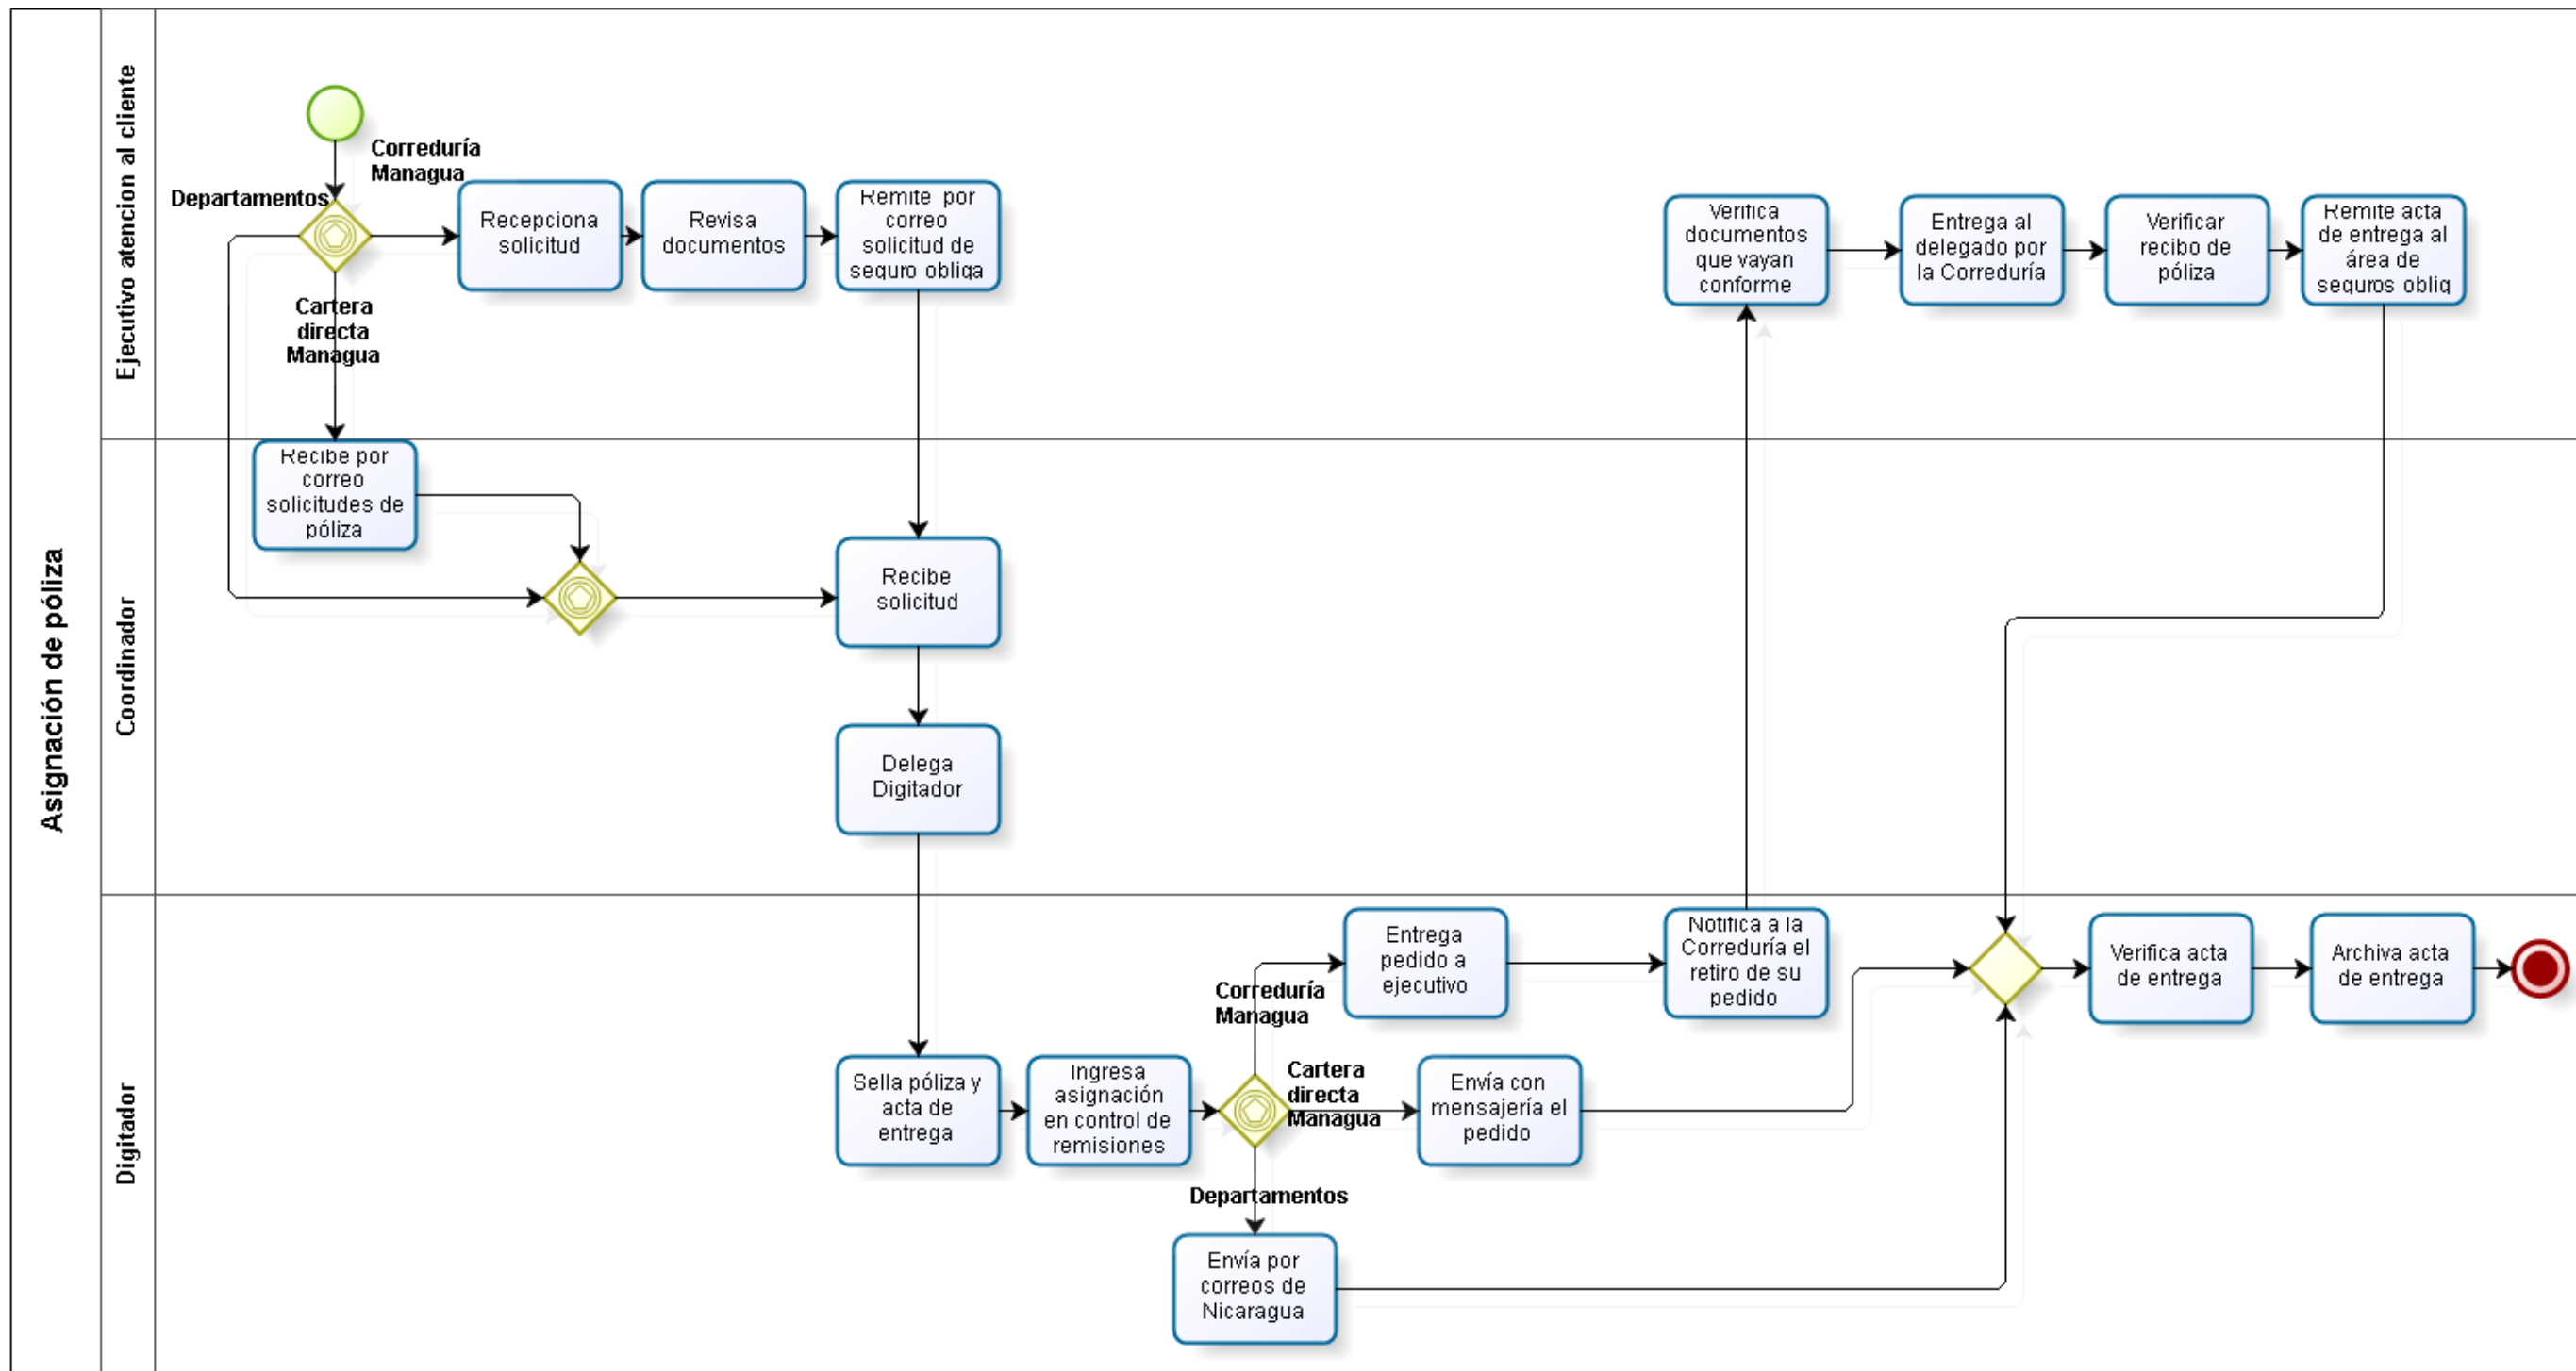 Asignación de póliza
Ejecutivo atencion al cliente
Correduría
Managua
Departamentos
Cartera
directa
Managua
Recepciona
solicitud
Revisa
documentos
Remite por
correo
solicitud de
seguro obliga
Verifica
documentos
que vayan
conforme
Entrega al
delegado por
la Correduría
Verificar
recibo de
póliza
Remite acta
de entrega al
área de
seguros oblig
Coordinador
Recibe por
correo
solicitudes de
póliza
Recibe
solicitud
Delega
Digitador
Digitador
Sella póliza y
acta de
entrega
Ingresa
asignación
en control de
remisiones
Correduría
Managua
Cartera
directa
Managua
Departamentos
Entrega
pedido a
ejecutivo
Notifica a la
Correduría el
retiro de su
pedido
Envía con
mensajería el
pedido
Envía por
correos de
Nicaragua
Verifica acta
de entrega
Archiva acta
de entrega